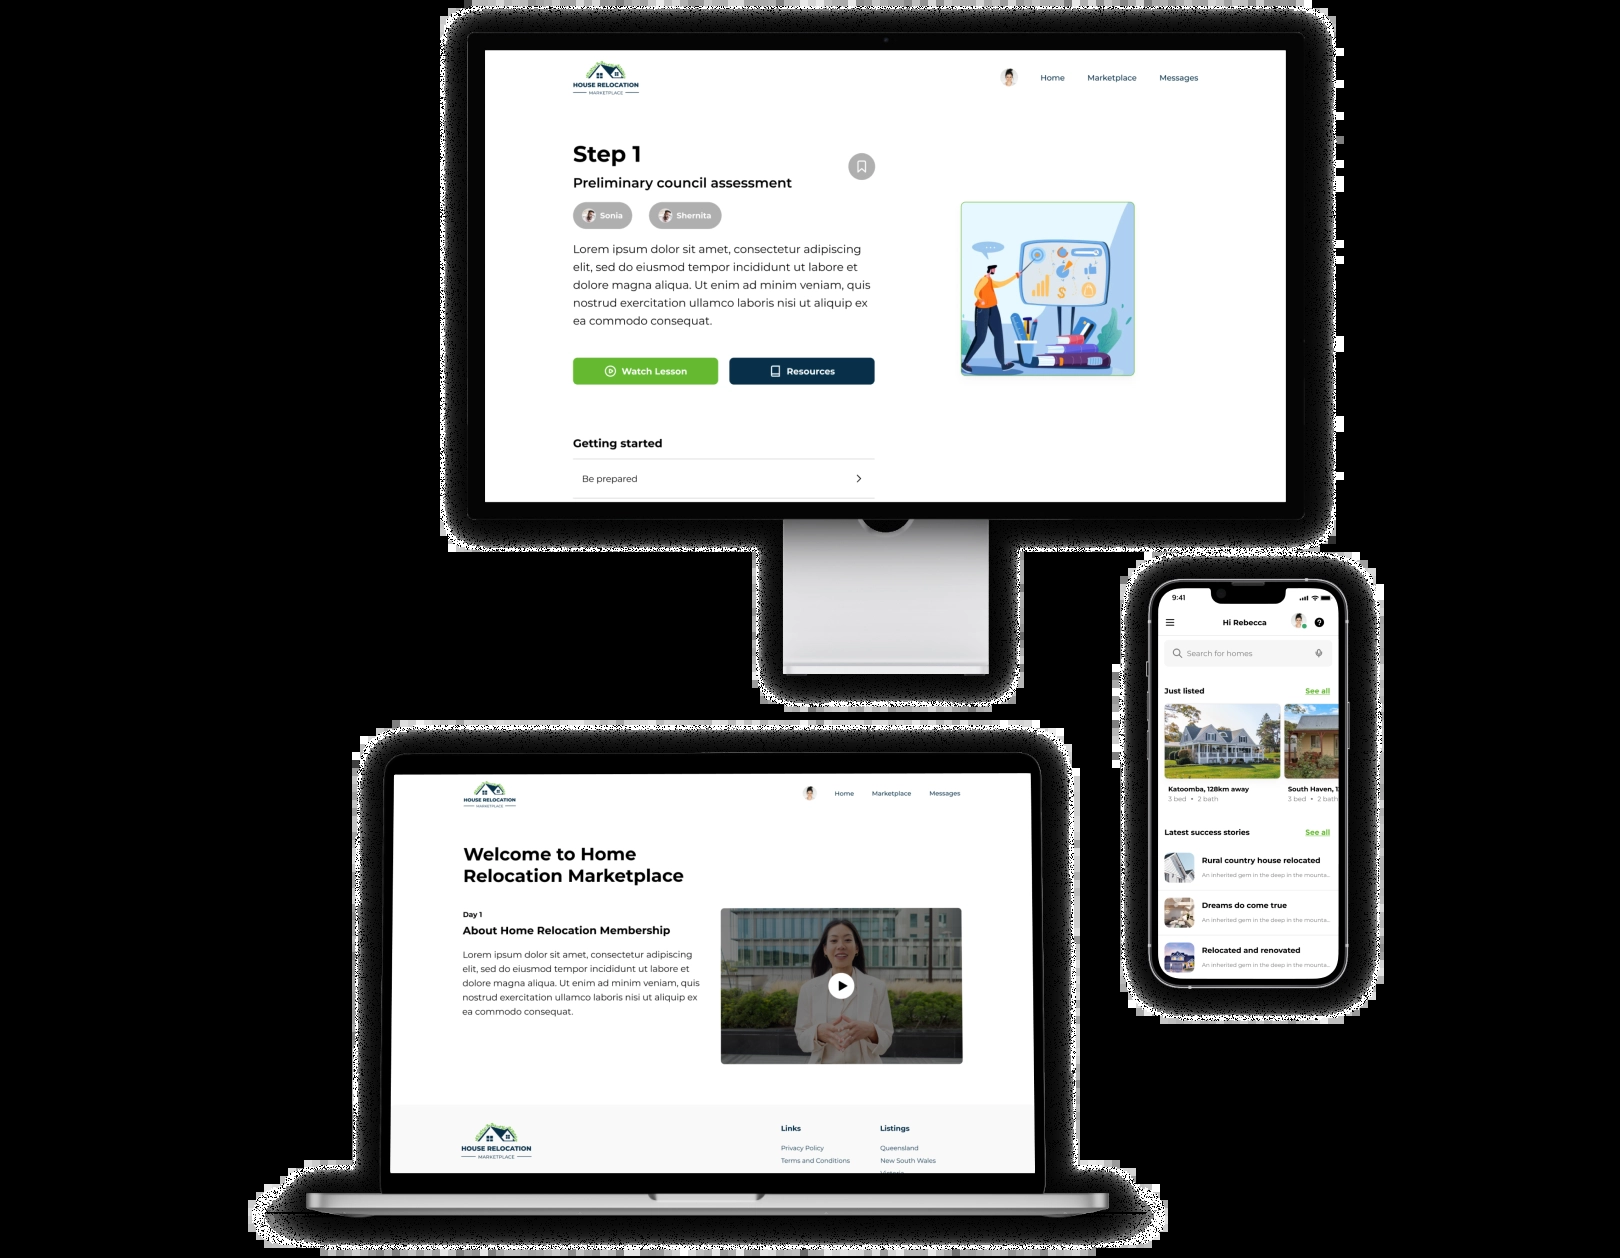 HOUSE RELOCATION
MARKETPLACE
Home
Marketplace
Messages
Step 1
Preliminary council assessment
Sonia
Shernita
Lorem ipsum dolor sit amet, consectetur adipiscing
elit, sed do eiusmod tempor incididunt ut labore et
dolore magna aliqua. Ut enim ad minim veniam, quis
nostrud exercitation ullamco laboris nisi ut aliquip ex
ea commodo consequat.
Watch Lesson
Resources
Getting started
Be prepared
9:41
Hi Rebecca
Search for homes
Just listed
See all
Katoomba, 128km away
3 bed • 2 bath
South Haven, 1
3 bed • 2 bath
Latest success stories
See all
Rural country house relocated
An inherited gem in the deep in the mounta...
Dreams do come true
An inherited gem in the deep in the mounta...
Relocated and renovated
An inherited gem in the deep in the mounta...
HOUSE RELOCATION
MARKETPLACE
Home
Marketplace
Messages
Welcome to Home
Relocation Marketplace
Day 1
About Home Relocation Membership
Lorem ipsum dolor sit amet, consectetur adipiscing
elit, sed do eiusmod tempor incididunt ut labore et
dolore magna aliqua. Ut enim ad minim veniam, quis
nostrud exercitation ullamco laboris nisi ut aliquip ex
ea commodo consequat.
HOUSE RELOCATION
MARKETPLACE
Links
Privacy Policy
Terms and Conditions
Listings
Queensland
New South Wales
Victoria